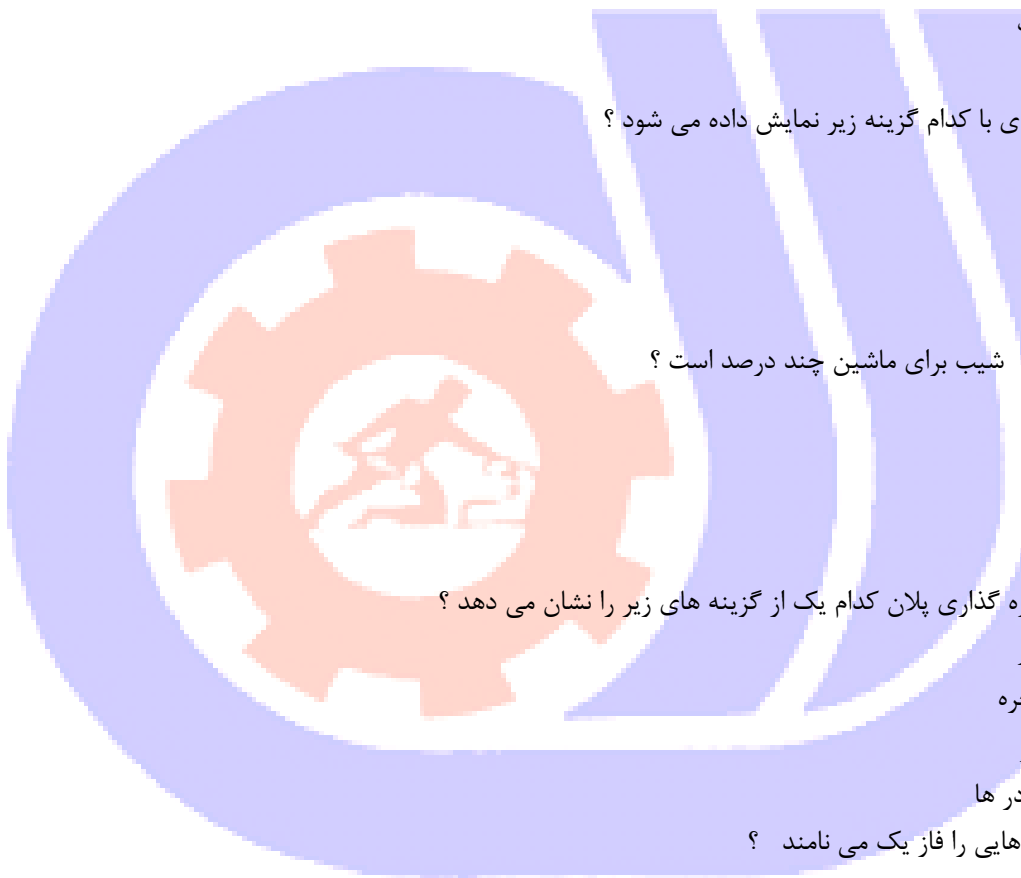 ی با کدام گزینه زیر نمایش داده می شود ؟
شیب برای ماشین چند درصد است ؟
ره گذاری پلان کدام یک از گزینه های زیر را نشان می دهد ؟
در ها
هایی را فاز یک می نامند ؟